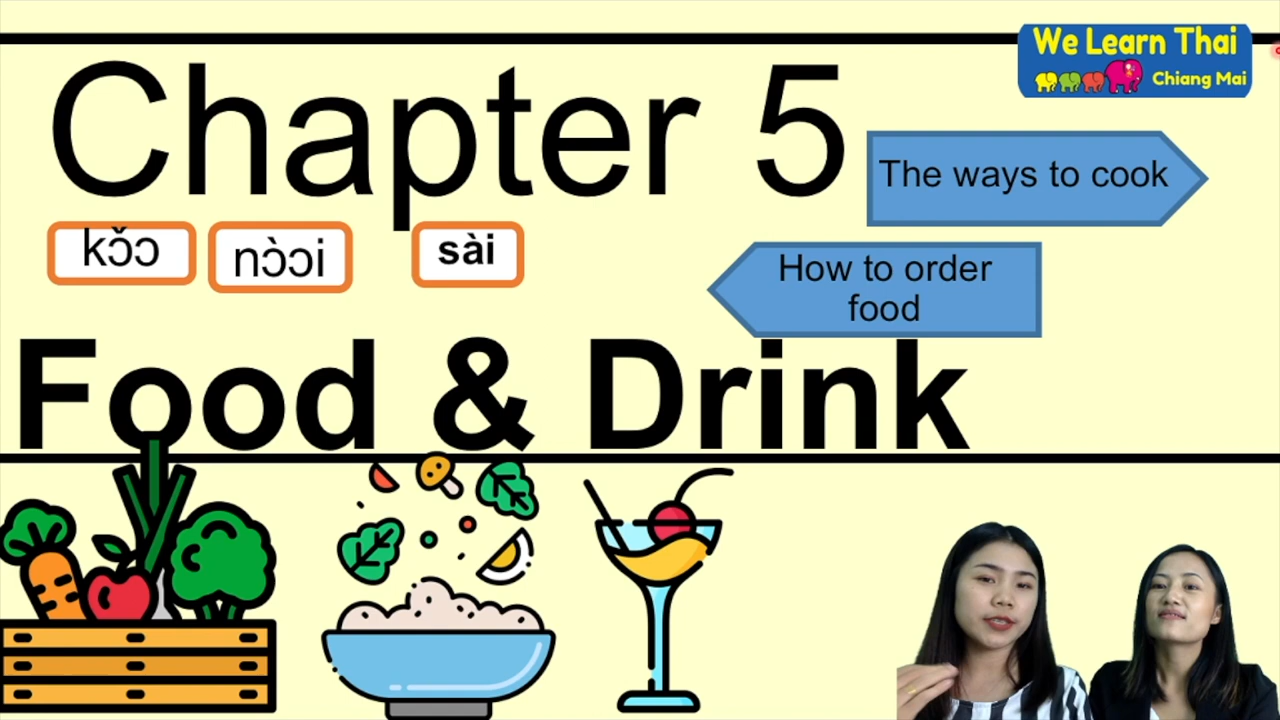 We Learn Thai
Chiang Mai
Chapter 5
The ways to cook
kɔ̌ɔ
nɔ̀ɔi
sài
How to order
food
Food & Drink